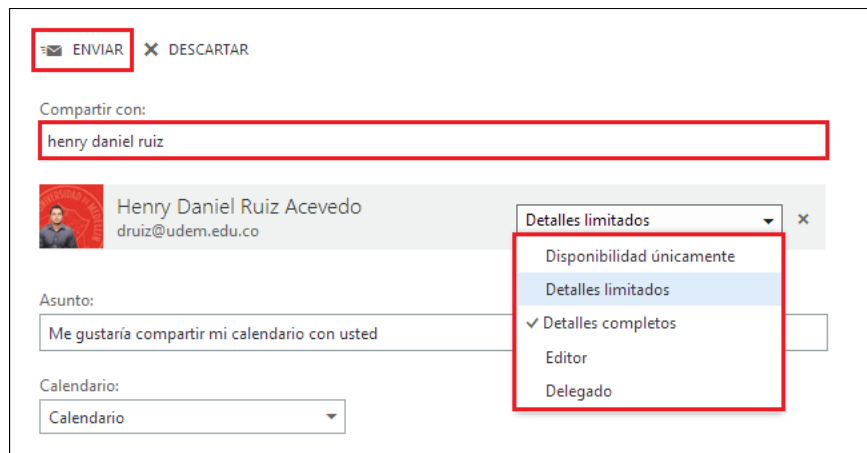 ENVIAR DESCARTAR
Compartir con:
henry daniel ruiz
Henry Daniel Ruiz Acevedo
druiz@udem.edu.co
Detalles limitados
Disponibilidad únicamente
Detalles limitados
Detalles completos
Editor
Delegado
Asunto:
Me gustaría compartir mi calendario con usted
Calendario:
Calendario